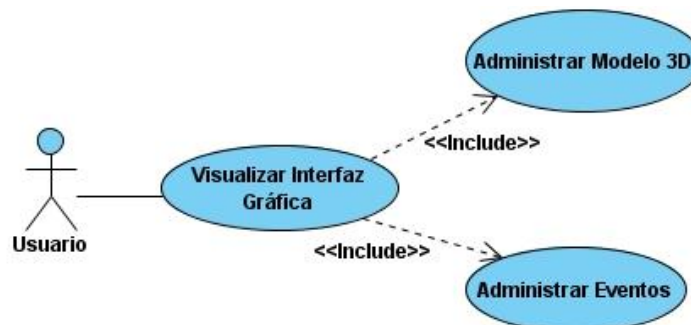 Administrar Modelo 3D
<<Include>>
Visualizar Interfaz
Gráfica
Usuario
<<Include>>
Administrar Eventos